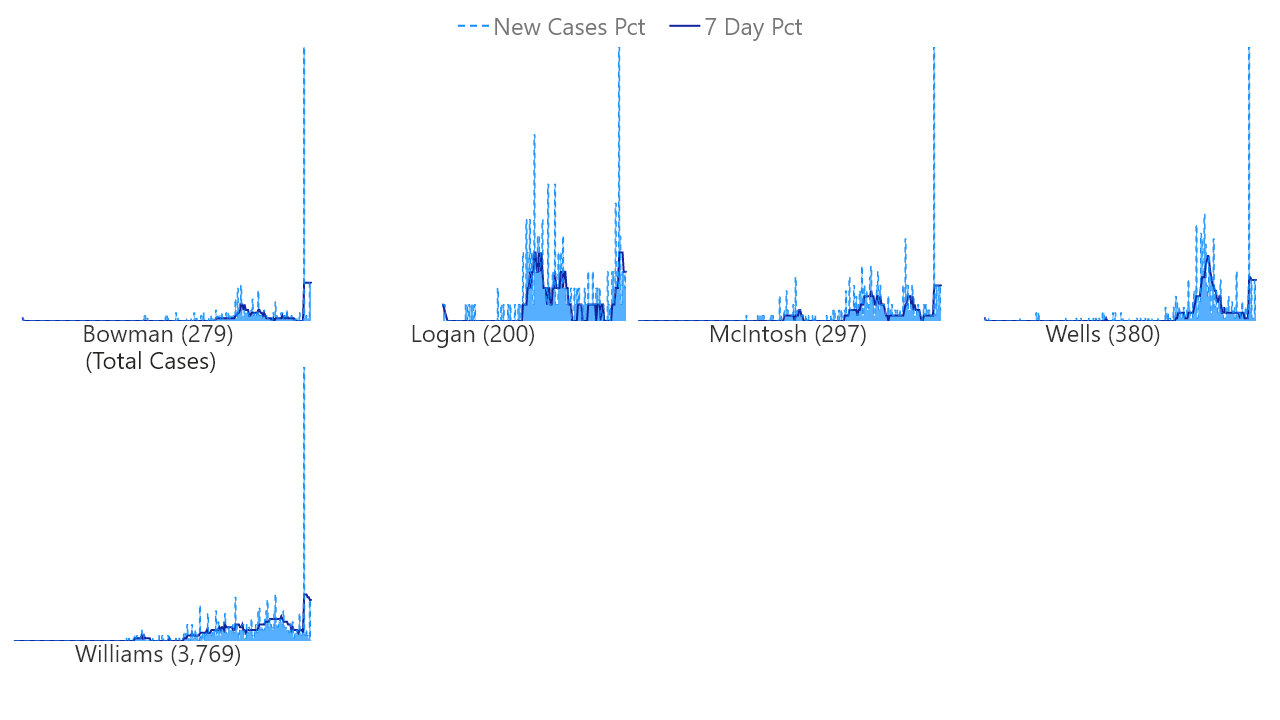 New Cases Pct 7 Day Pct
Bowman (279)
(Total Cases)
Logan (200)
McIntosh (297)
Wells (380)
Williams (3,769)